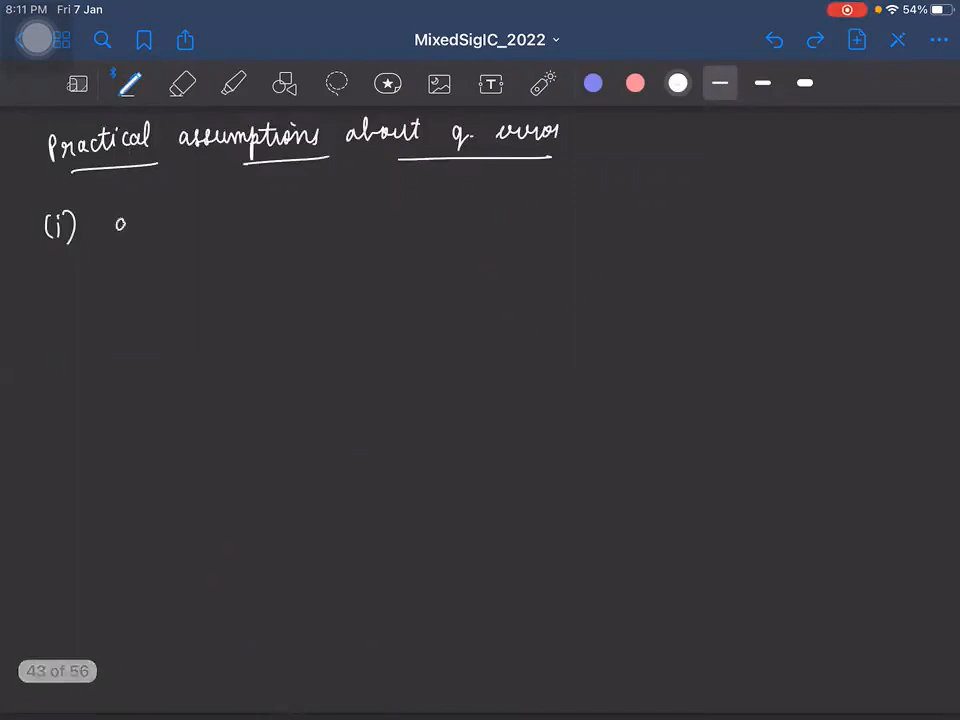 8:11 PM Fri 7 Jan
54%
MixedSigIC_2022
T
Practical assumptions about q. error
(i) o
43 of 56